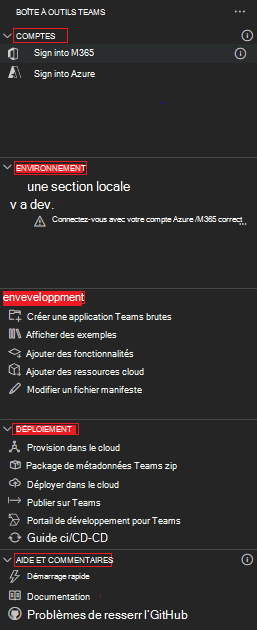 BOÎTE À OUTILS TEAMS
COMPTES
Sign into M365
Sign into Azure
ENVIRONNEMENT
une section locale
v a dev.
Connectez-vous avec votre compte Azure /M365 correct
enveveloppment
Créer une application Teams brutes
Afficher des exemples
Ajouter des fonctionnalités
Ajouter des ressources cloud
Modifier un fichier manifeste
DÉPLOIEMENT
Provision dans le cloud
Package de métadonnées Teams zip
Déployer dans le cloud
Publier sur Teams
Portail de développement pour Teams
Guide ci/CD-CD
AIDE ET COMMENTAIRES
Démarrage rapide
Documentation
Problèmes de resserr l'GitHub